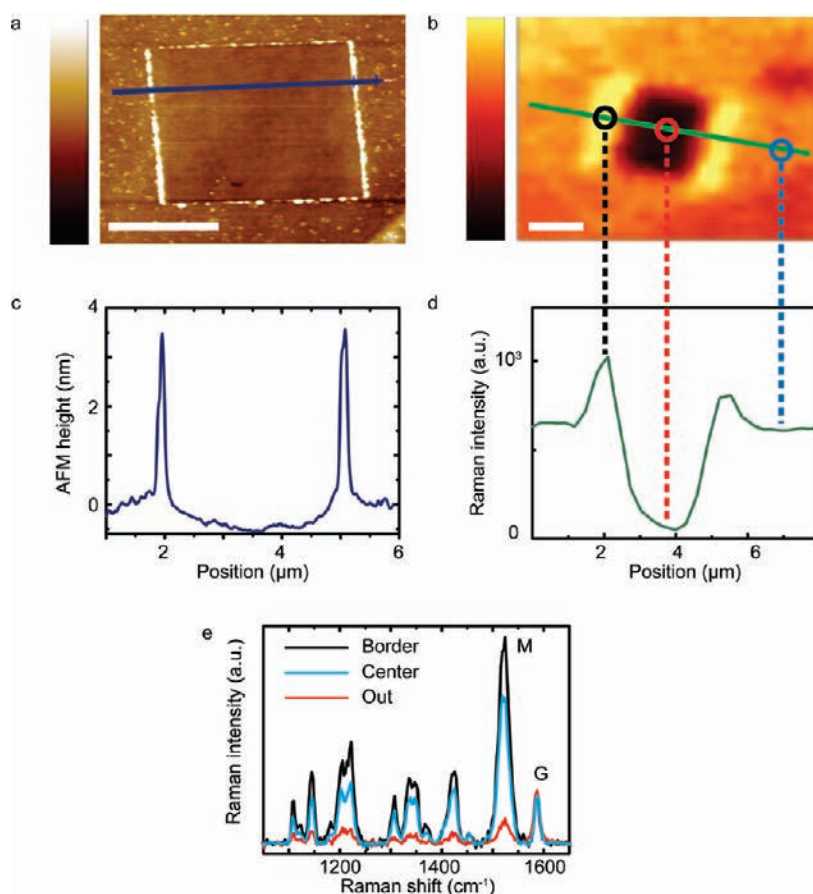 a
b
c
4
2
0
AFM height (nm)
2
4
6
Position (µm)
d
10³
0
Raman intensity (a.u.)
2
4
6
Position (µm)
e
Border
Center
Out
M
G
Raman intensity (a.u.)
1200
1400
1600
Raman shift (cm⁻¹)